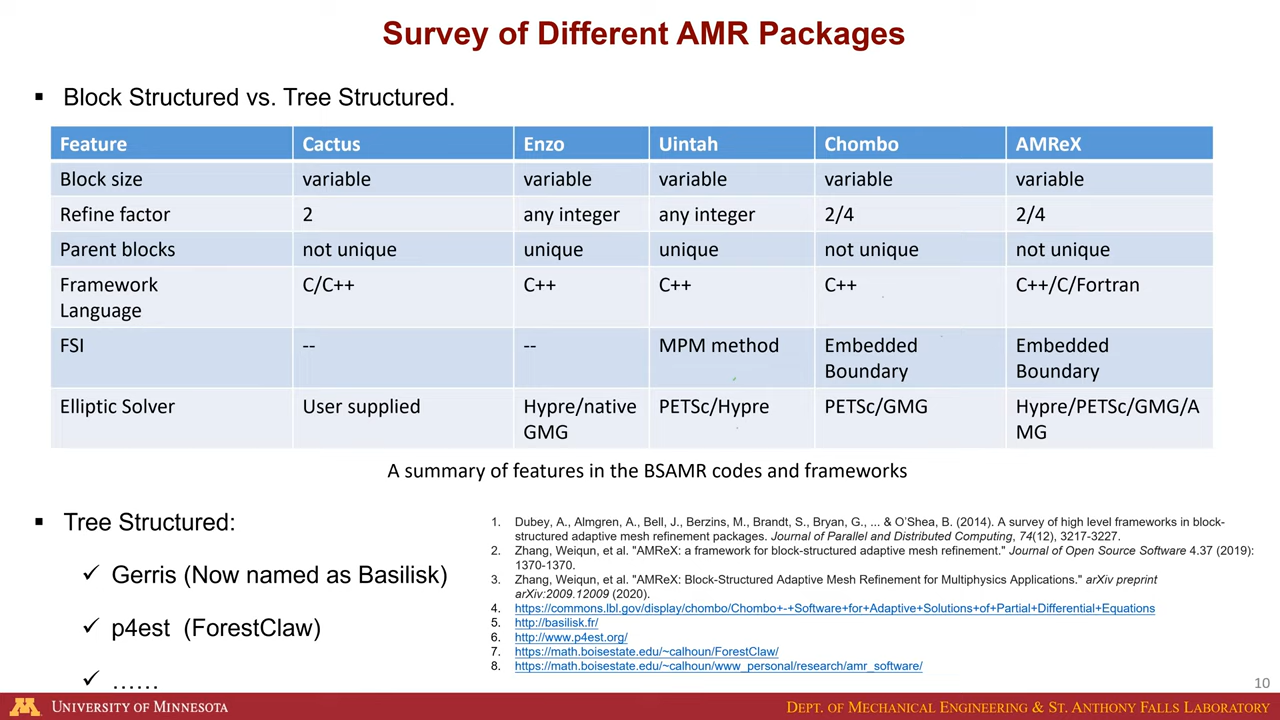 Survey of Different AMR Packages
▪ Block Structured vs. Tree Structured.
Feature Cactus Enzo Uintah Chombo AMReX
Block size variable variable variable variable variable
Refine factor 2 any integer any integer 2/4 2/4
Parent blocks not unique unique unique not unique not unique
Framework C/C++ C++ C++ C++ C++/C/Fortran
Language
FSI -- -- MPM method Embedded Embedded
Boundary Boundary
Elliptic Solver User supplied Hypre/native PETSc/Hypre PETSc/GMG Hypre/PETSc/GMG/A
GMG MG
A summary of features in the BSAMR codes and frameworks
▪ Tree Structured:
✓ Gerris (Now named as Basilisk)
✓ p4est (ForestClaw)
✓ ……
1. Dubey, A., Almgren, A., Bell, J., Berzins, M., Brandt, S., Bryan, G., ... & O'Shea, B. (2014). A survey of high level frameworks in block-
structured adaptive mesh refinement packages. Journal of Parallel and Distributed Computing, 74(12), 3217-3227.
2. Zhang, Weiqun, et al. "AMReX: a framework for block-structured adaptive mesh refinement." Journal of Open Source Software 4.37 (2019):
1370-1370.
3. Zhang, Weiqun, et al. "AMReX: Block-Structured Adaptive Mesh Refinement for Multiphysics Applications." arXiv preprint
arXiv:2009.12009 (2020).
4. https://commons.lbl.gov/display/chombo/Chombo+-+Software+for+Adaptive+Solutions+of+Partial+Differential+Equations
5. http://basilisk.fr/
6. http://www.p4est.org/
7. https://math.boisestate.edu/~calhoun/ForestClaw/
8. https://math.boisestate.edu/~calhoun/www_personal/research/amr_software/
10
M UNIVERSITY OF MINNESOTA
DEPT. OF MECHANICAL ENGINEERING & ST. ANTHONY FALLS LABORATORY